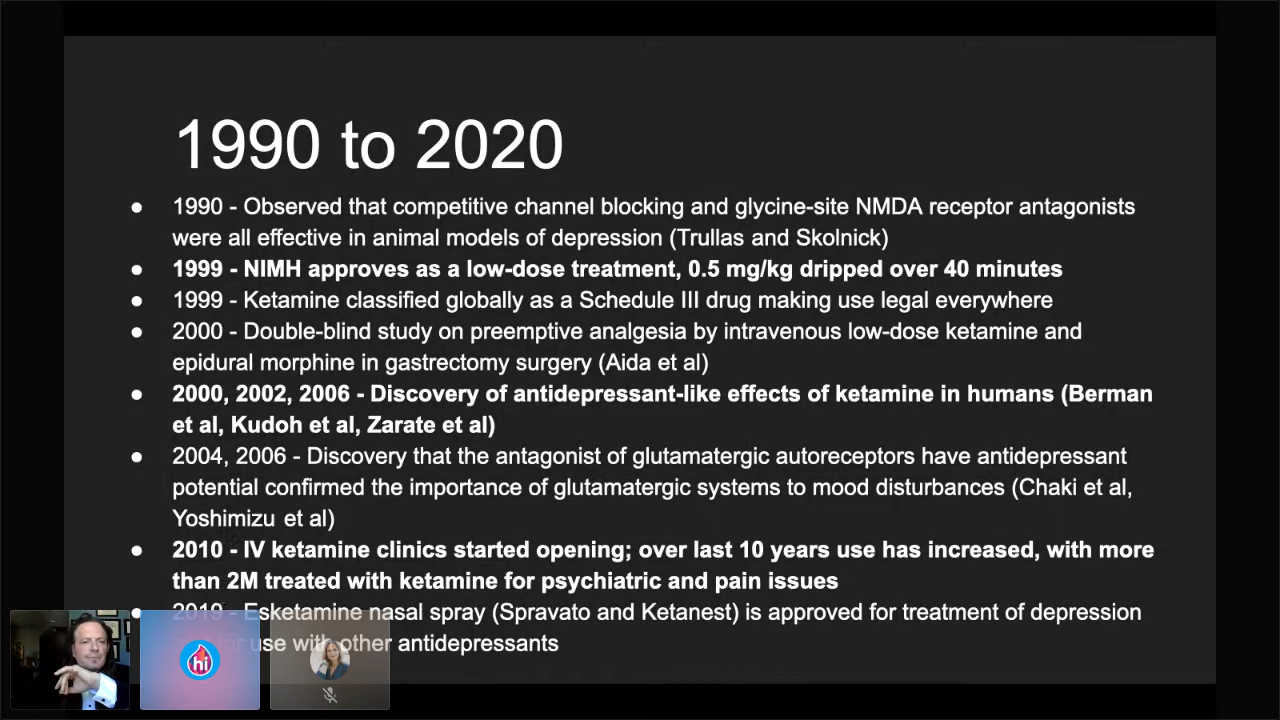 1990 to 2020
● 1990 - Observed that competitive channel blocking and glycine-site NMDA receptor antagonists
were all effective in animal models of depression (Trullas and Skolnick)
● 1999 - NIMH approves as a low-dose treatment, 0.5 mg/kg dripped over 40 minutes
● 1999 - Ketamine classified globally as a Schedule III drug making use legal everywhere
● 2000 - Double-blind study on preemptive analgesia by intravenous low-dose ketamine and
epidural morphine in gastrectomy surgery (Aida et al)
● 2000, 2002, 2006 - Discovery of antidepressant-like effects of ketamine in humans (Berman
et al, Kudoh et al, Zarate et al)
● 2004, 2006 - Discovery that the antagonist of glutamatergic autoreceptors have antidepressant
potential confirmed the importance of glutamatergic systems to mood disturbances (Chaki et al,
Yoshimizu et al)
● 2010 - IV ketamine clinics started opening; over last 10 years use has increased, with more
than 2M treated with ketamine for psychiatric and pain issues
● 2019 - Esketamine nasal spray (Spravato and Ketanest) is approved for treatment of depression
for use with other antidepressants
hi